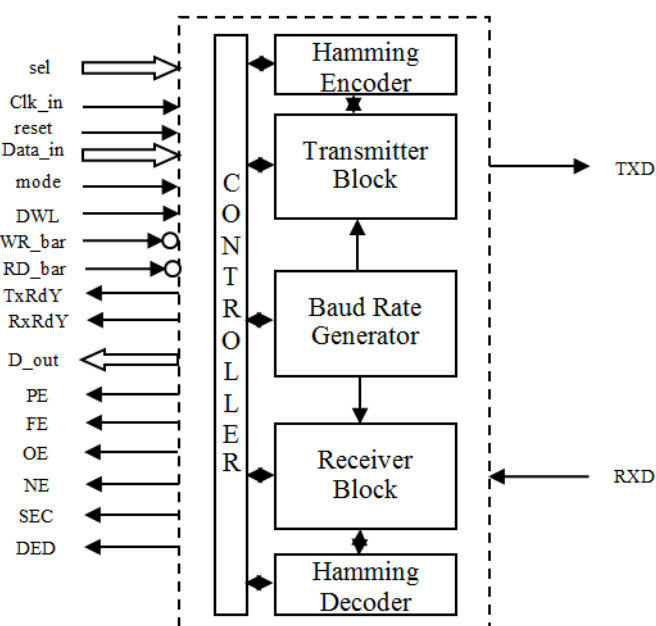 sel
Clk_in
reset
Data_in
mode
DWL
WR_bar
RD_bar
TxRdY
RxRdY
D_out
PE
FE
OE
NE
SEC
DED
CONTROLLER
Hamming
Encoder
Transmitter
Block
Baud Rate
Generator
Receiver
Block
Hamming
Decoder
TXD
RXD